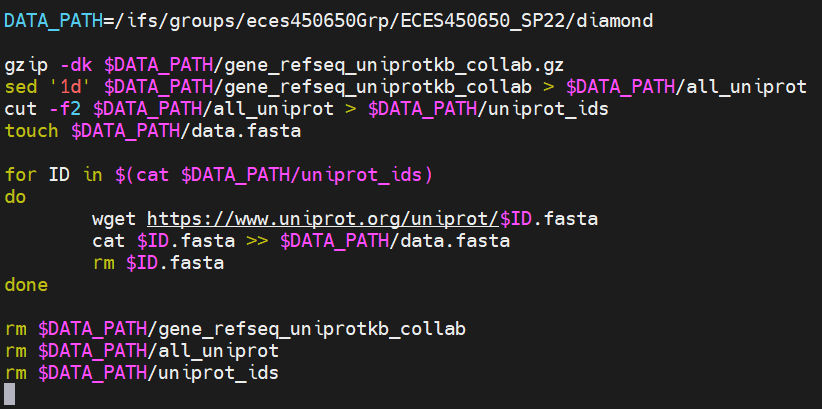 DATA_PATH=/ifs/groups/eces450650Grp/ECES450650_SP22/diamond
gzip -dk $DATA_PATH/gene_refseq_uniprotkb_collab.gz
sed '1d' $DATA_PATH/gene_refseq_uniprotkb_collab > $DATA_PATH/all_uniprot
cut -f2 $DATA_PATH/all_uniprot > $DATA_PATH/uniprot_ids
touch $DATA_PATH/data.fasta
for ID in $(cat $DATA_PATH/uniprot_ids)
do
wget https://www.uniprot.org/uniprot/$ID.fasta
cat $ID.fasta >> $DATA_PATH/data.fasta
rm $ID.fasta
done
rm $DATA_PATH/gene_refseq_uniprotkb_collab
rm $DATA_PATH/all_uniprot
rm $DATA_PATH/uniprot_ids